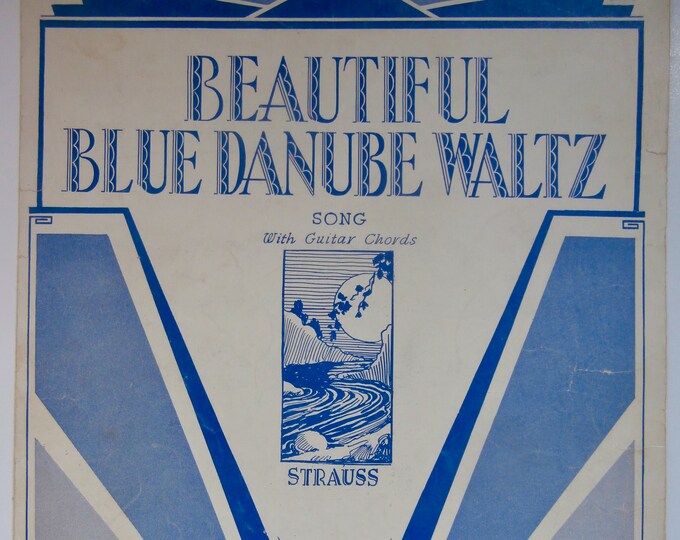 BEAUTIFUL
BLUE DANUBE WALTZ
SONG
With Guitar Chords
STRAUSS